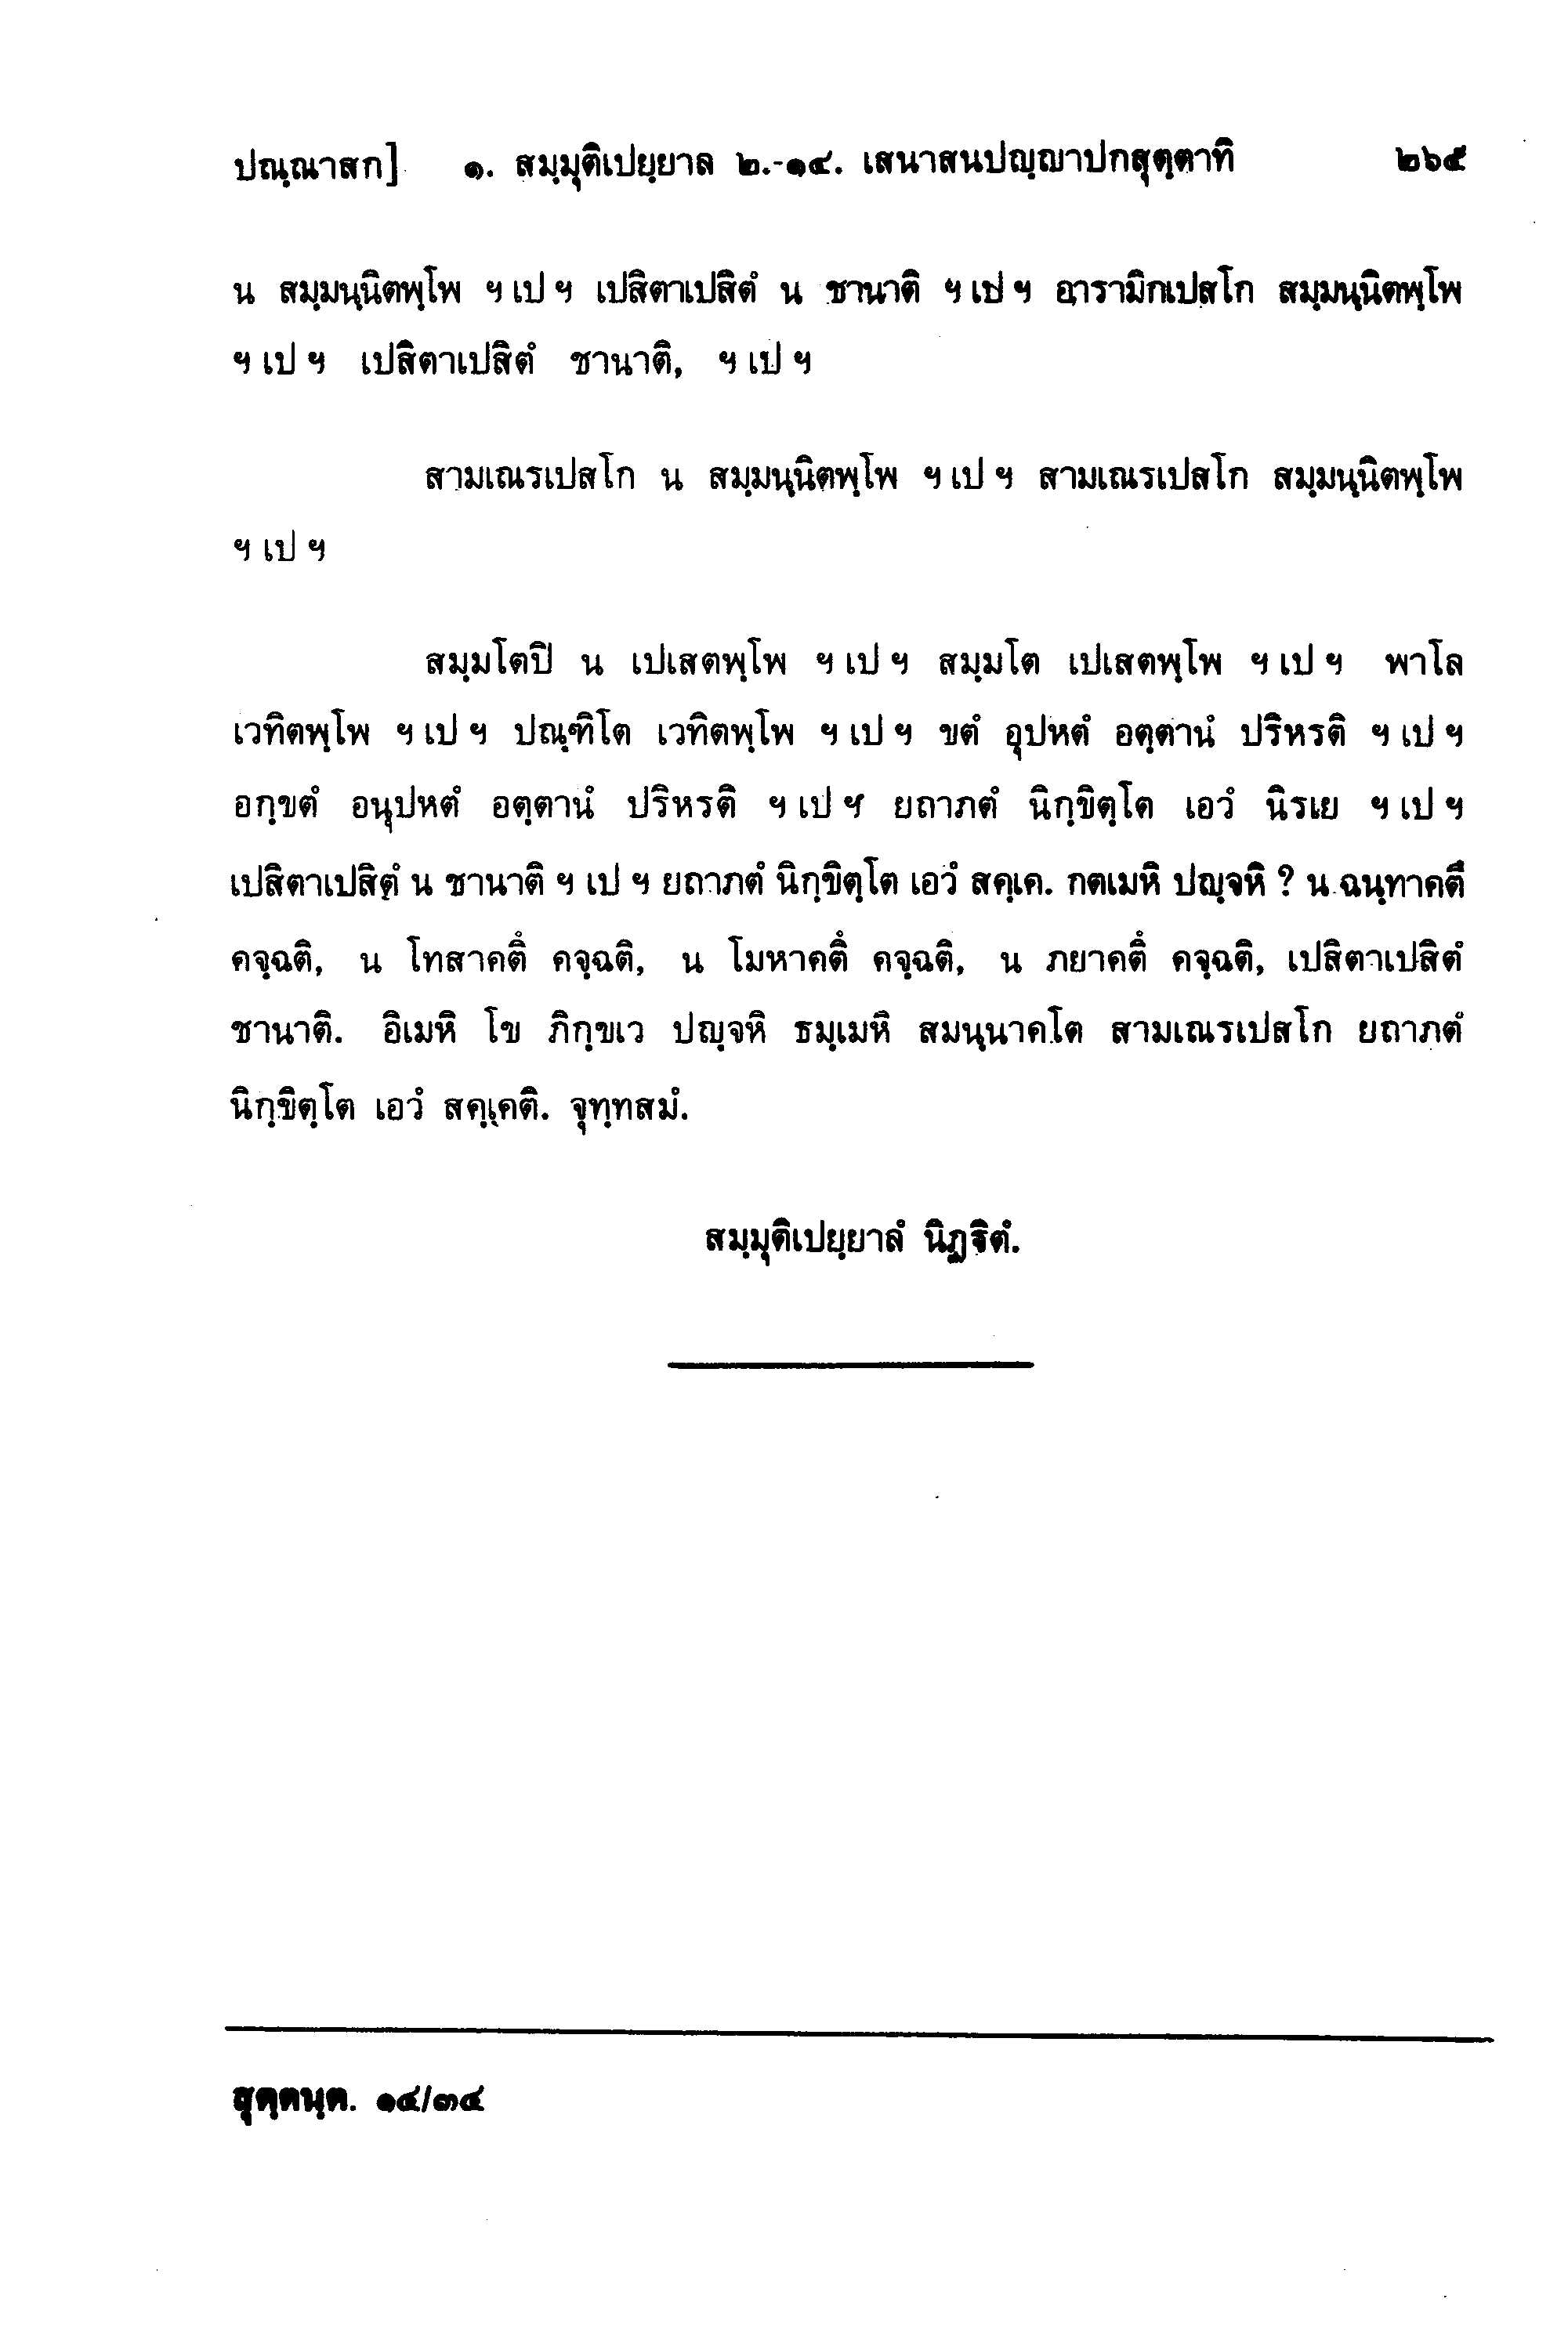 ปณฺณาสก] ๑. สมฺมุติเปยฺยาล ๒.-๑๔. เสนาสนปญฺญาปกสุตฺตาทิ ๒๖๕
น สมฺมนฺนิตพฺโพ ฯ เป ฯ เปสิตาเปสิตํ น ชานาติ ฯ เป ฯ อารามิกเปสโก สมฺมนฺนิตพฺโพ
ฯ เป ฯ เปสิตาเปสิตํ ชานาติ, ฯ เป ฯ
สามเณรเปสโก น สมฺมนฺนิตพฺโพ ฯ เป ฯ สามเณรเปสโก สมฺมนฺนิตพฺโพ
ฯ เป ฯ
สมฺมโตปิ น เปเสตพฺโพ ฯ เป ฯ สมฺมโต เปเสตพฺโพ ฯ เป ฯ พาโล
เวทิตพฺโพ ฯ เป ฯ ปณฺฑิโต เวทิตพฺโพ ฯ เป ฯ ขตํ อุปหตํ อตฺตานํ ปริหรติ ฯ เป ฯ
อกฺขตํ อนุปหตํ อตฺตานํ ปริหรติ ฯ เป ฯ ยถาภตํ นิกฺขิตฺโต เอวํ นิรเย ฯ เป ฯ
เปสิตาเปสิตํ น ชานาติ ฯ เป ฯ ยถาภตํ นิกฺขิตฺโต เอวํ สคฺเค. กตเมหิ ปญฺจหิ ? น ฉนฺทาคตึ
คจฺฉติ, น โทสาคตึ คจฺฉติ, น โมหาคตึ คจฺฉติ, น ภยาคตึ คจฺฉติ, เปสิตาเปสิตํ
ชานาติ. อิเมหิ โข ภิกฺขเว ปญฺจหิ ธมฺเมหิ สมนฺนาคโต สามเณรเปสโก ยถาภตํ
นิกฺขิตฺโต เอวํ สคฺเคติ. จุทฺทสมํ.
สมฺมุติเปยฺยาลํ นิฏฺฐิตํ.
สุตฺตนฺต. ๑๔/๓๔